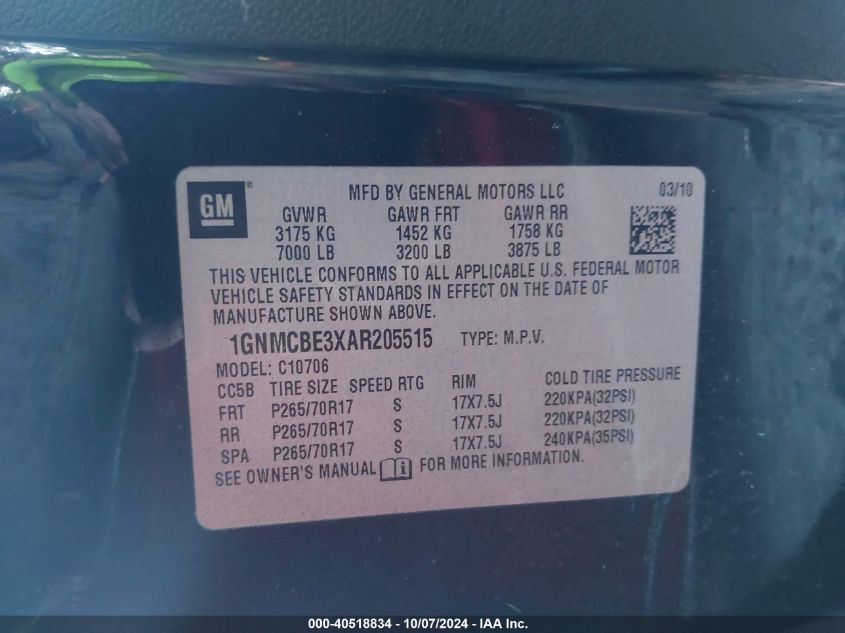 GM ® MFD BY GENERAL MOTORS LLC 03/10
GVWR GAWR FRT GAWR RR
3175 KG 1452 KG 1758 KG
7000 LB 3200 LB 3875 LB
THIS VEHICLE CONFORMS TO ALL APPLICABLE U.S. FEDERAL MOTOR
VEHICLE SAFETY STANDARDS IN EFFECT ON THE DATE OF
MANUFACTURE SHOWN ABOVE.
1GNMCBE3XAR205515 TYPE: M.P.V.
MODEL: C10706
CC5B TIRE SIZE SPEED RTG RIM COLD TIRE PRESSURE
FRT P265/70R17 S 17X7.5J 220KPA(32PSI)
RR P265/70R17 S 17X7.5J 220KPA(32PSI)
SPA P265/70R17 S 17X7.5J 240KPA(35PSI)
SEE OWNER'S MANUAL i FOR MORE INFORMATION.
000-40518834 - 10/07/2024 - IAA Inc.